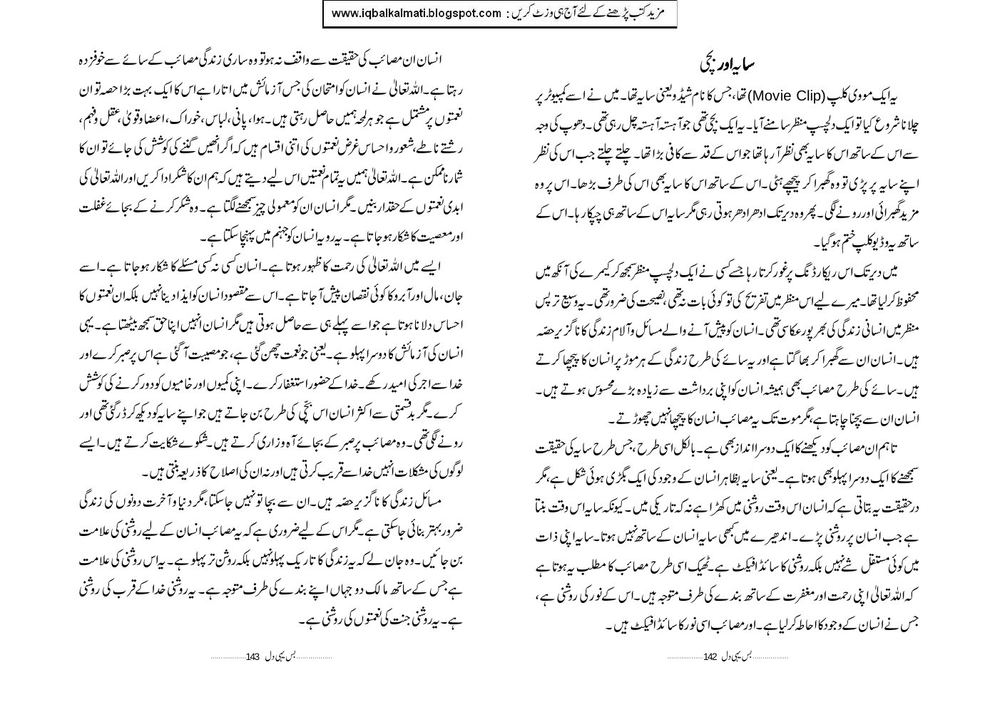 مزید کتب پڑھنے کے لئے آج ہی وزٹ کریں : www.iqbalkalmati.blogspot.com
سایہ اور بچی
یہ ایک مووی کلپ (Movie Clip) تھا، جس کا نام شیڈو یعنی سایہ تھا۔ میں نے اسے کمپیوٹر پر
چلانا شروع کیا تو ایک دلچسپ منظر سامنے آیا۔ یہ ایک بچی تھی جو آہستہ آہستہ چل رہی تھی۔ دھوپ کی وجہ
سے اس کے ساتھ اس کا سایہ بھی نظر آ رہا تھا جو اس کے قد سے کافی بڑا تھا۔ چلتے چلتے جب اس کی نظر
اپنے سایہ پر پڑی تو وہ گھبرا کر پیچھے ہٹی۔ اس کے ساتھ اس کا سایہ بھی اس کی طرف بڑھا۔ اس پر وہ
مزید گھبرائی اور رونے لگی۔ پھر وہ دیر تک ادھر ادھر ہوتی رہی مگر سایہ اس کے ساتھ ہی چپکا رہا۔ اس کے
ساتھ یہ وڈیو کلپ ختم ہو گیا۔
میں دیر تک اس ریکارڈنگ پر غور کرتا رہا جسے کسی نے ایک دلچسپ منظر سمجھ کر کیمرے کی آنکھ میں
محفوظ کر لیا تھا۔ میرے لیے اس منظر میں تفریح کی تو کوئی بات نہ تھی، نصیحت کی ضرور تھی۔ یہ وسیع تر پس
منظر میں انسانی زندگی کی بھرپور عکاسی تھی۔ انسان کو پیش آنے والے مسائل و آلام زندگی کا ناگزیر حصّہ
ہیں۔ انسان ان سے گھبرا کر بھاگتا ہے اور یہ سائے کی طرح زندگی کے ہر موڑ پر انسان کا پیچھا کرتے
ہیں۔ سائے کی طرح مصائب بھی ہمیشہ انسان کو اپنی برداشت سے زیادہ بڑے محسوس ہوتے ہیں۔
انسان ان سے بچنا چاہتا ہے، مگر موت تک یہ مصائب انسان کا پیچھا نہیں چھوڑتے۔
تاہم ان مصائب کو دیکھنے کا ایک دوسرا انداز بھی ہے۔ بالکل اسی طرح، جس طرح سایہ کی حقیقت
سمجھنے کا ایک دوسرا پہلو بھی ہوتا ہے۔ یعنی سایہ بظاہر انسان کے وجود کی ایک بگڑی ہوئی شکل ہے، مگر
درحقیقت یہ بتاتی ہے کہ انسان اس وقت روشنی میں کھڑا ہے نہ کہ تاریکی میں۔ کیونکہ سایہ اس وقت بنتا
ہے جب انسان پر روشنی پڑے۔ اندھیرے میں کبھی سایہ انسان کے ساتھ نہیں ہوتا۔ سایہ اپنی ذات
میں کوئی مستقل شے نہیں بلکہ روشنی کا سائڈ افیکٹ ہے۔ ٹھیک اسی طرح مصائب کا مطلب یہ ہوتا ہے
کہ اللہ تعالیٰ اپنی رحمت اور مغفرت کے ساتھ بندے کی طرف متوجہ ہیں۔ اس کے نور کی روشنی ہے،
جس نے انسان کے وجود کا احاطہ کر لیا ہے۔ اور مصائب اسی نور کا سائڈ افیکٹ ہیں۔
..................بس یہی دل 142 .................
انسان ان مصائب کی حقیقت سے واقف نہ ہو تو وہ ساری زندگی مصائب کے سائے سے خوفزدہ
رہتا ہے۔ اللہ تعالیٰ نے انسان کو امتحان کی جس آزمائش میں اتارا ہے اس کا ایک بہت بڑا حصہ تو ان
نعمتوں پر مشتمل ہے جو ہر لمحہ ہمیں حاصل رہتی ہیں۔ ہوا، پانی، لباس، خوراک، اعضا و قویٰ، عقل و فہم،
رشتے ناطے، شعور و احساس غرض نعمتوں کی اتنی اقسام ہیں کہ اگر انھیں گننے کی کوشش کی جائے تو ان کا
شمار ناممکن ہے۔ اللہ تعالیٰ ہمیں یہ تمام نعمتیں اس لیے دیتے ہیں کہ ہم ان کا شکر ادا کریں اور اللہ تعالیٰ کی
ابدی نعمتوں کے حقدار بنیں۔ مگر انسان ان کو معمولی چیز سمجھنے لگتا ہے۔ وہ شکر کرنے کے بجائے غفلت
اور معصیت کا شکار ہو جاتا ہے۔ یہ رویہ انسان کو جہنم میں پہنچا سکتا ہے۔
ایسے میں اللہ تعالیٰ کی رحمت کا ظہور ہوتا ہے۔ انسان کسی نہ کسی مسئلے کا شکار ہو جاتا ہے۔ اسے
جان، مال اور آبرو کا کوئی نقصان پیش آ جاتا ہے۔ اس سے مقصود انسان کو ایذا دینا نہیں بلکہ ان نعمتوں کا
احساس دلانا ہوتا ہے جو اسے پہلے ہی سے حاصل ہوتی ہیں مگر انسان انہیں اپنا حق سمجھ بیٹھتا ہے۔ یہی
انسان کی آزمائش کا دوسرا پہلو ہے۔ یعنی جو نعمت چھن گئی ہے، جو مصیبت آ گئی ہے اس پر صبر کرے اور
خدا سے اجر کی امید رکھے۔ خدا کے حضور استغفار کرے۔ اپنی کمیوں اور خامیوں کو دور کرنے کی کوشش
کرے۔ مگر بدقسمتی سے اکثر انسان اس بچّی کی طرح بن جاتے ہیں جو اپنے سایہ کو دیکھ کر ڈر گئی تھی اور
رونے لگی تھی۔ وہ مصائب پر صبر کے بجائے آہ و زاری کرتے ہیں۔ شکوے شکایت کرتے ہیں۔ ایسے
لوگوں کی مشکلات انہیں خدا سے قریب کرتی ہیں اور نہ ان کی اصلاح کا ذریعہ بنتی ہیں۔
مسائل زندگی کا ناگزیر حصّہ ہیں۔ ان سے بچا تو نہیں جا سکتا، مگر دنیا و آخرت دونوں کی زندگی
ضرور بہتر بنائی جا سکتی ہے۔ مگر اس کے لیے ضروری ہے کہ یہ مصائب انسان کے لیے روشنی کی علامت
بن جائیں۔ وہ جان لے کہ یہ زندگی کا تاریک پہلو نہیں بلکہ روشن تر پہلو ہے۔ یہ اس روشنی کی علامت
ہے جس کے ساتھ مالک دو جہاں اپنے بندے کی طرف متوجہ ہے۔ یہ روشنی خدا کے قرب کی روشنی
ہے۔ یہ روشنی جنت کی نعمتوں کی روشنی ہے۔
..................بس یہی دل 143 .................